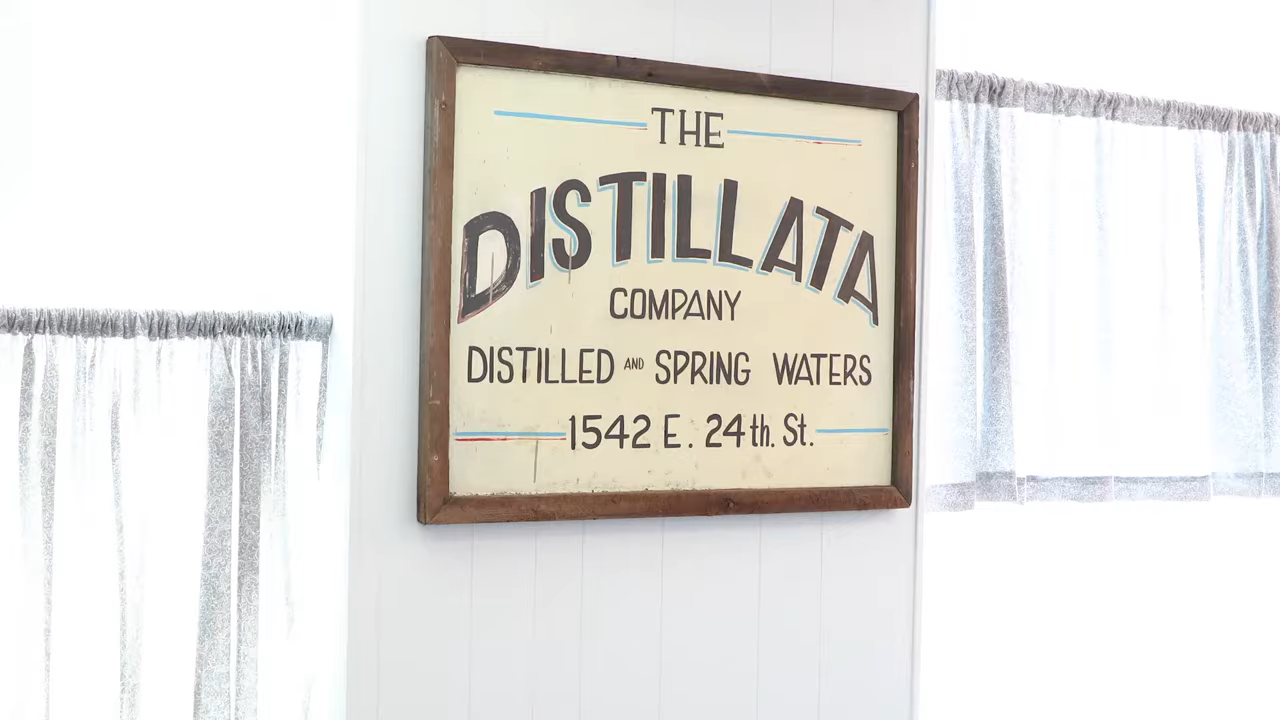 THE
DISTILLATA
COMPANY
DISTILLED AND SPRING WATERS
1542 E. 24th. St.